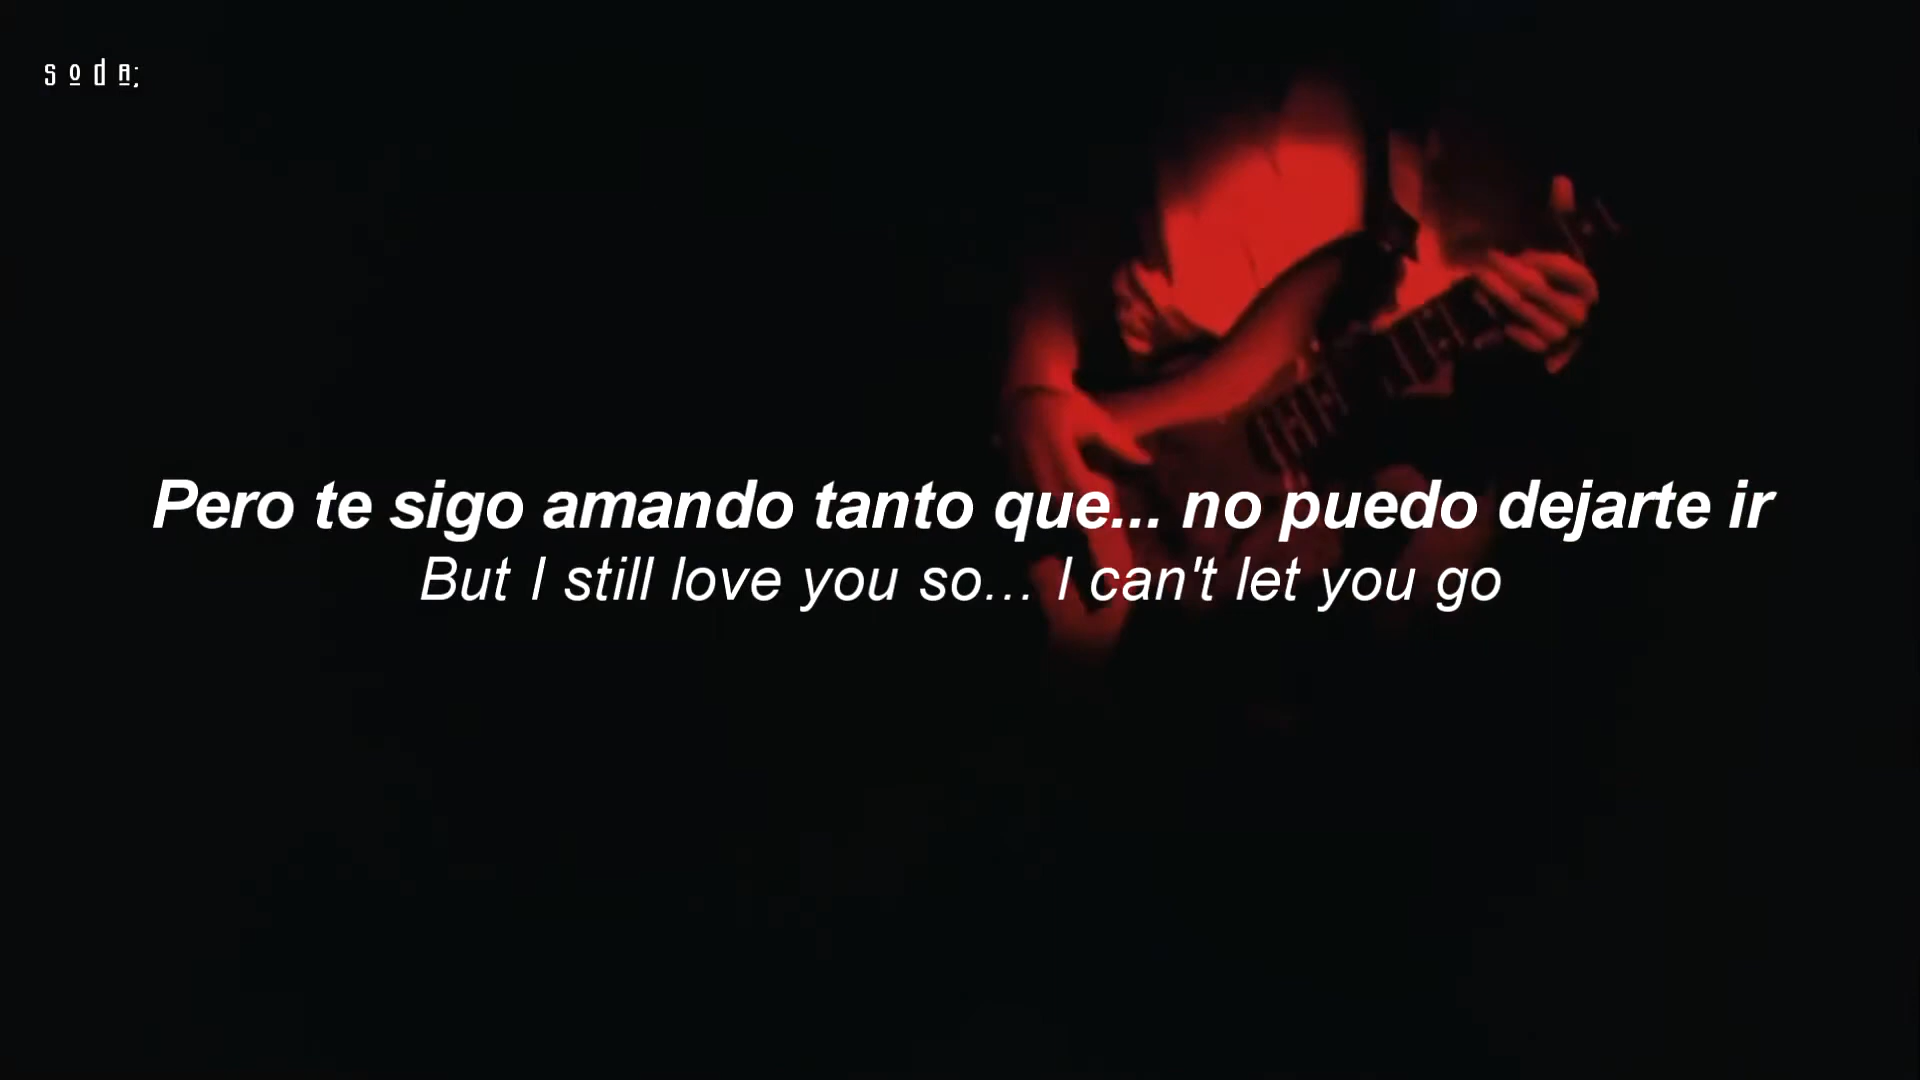 soda;
Pero te sigo amando tanto que... no puedo dejarte ir
But I still love you so... I can't let you go